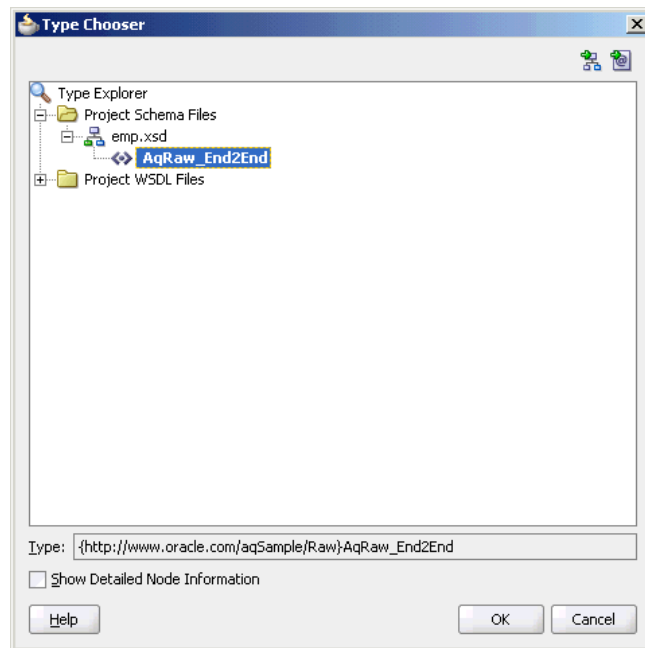 Type Chooser
Type Explorer
Project Schema Files
emp.xsd
AqRaw_End2End
Project WSDL Files
Type: {http://www.oracle.com/aqSample/Raw}AqRaw_End2End
Show Detailed Node Information
Help OK Cancel